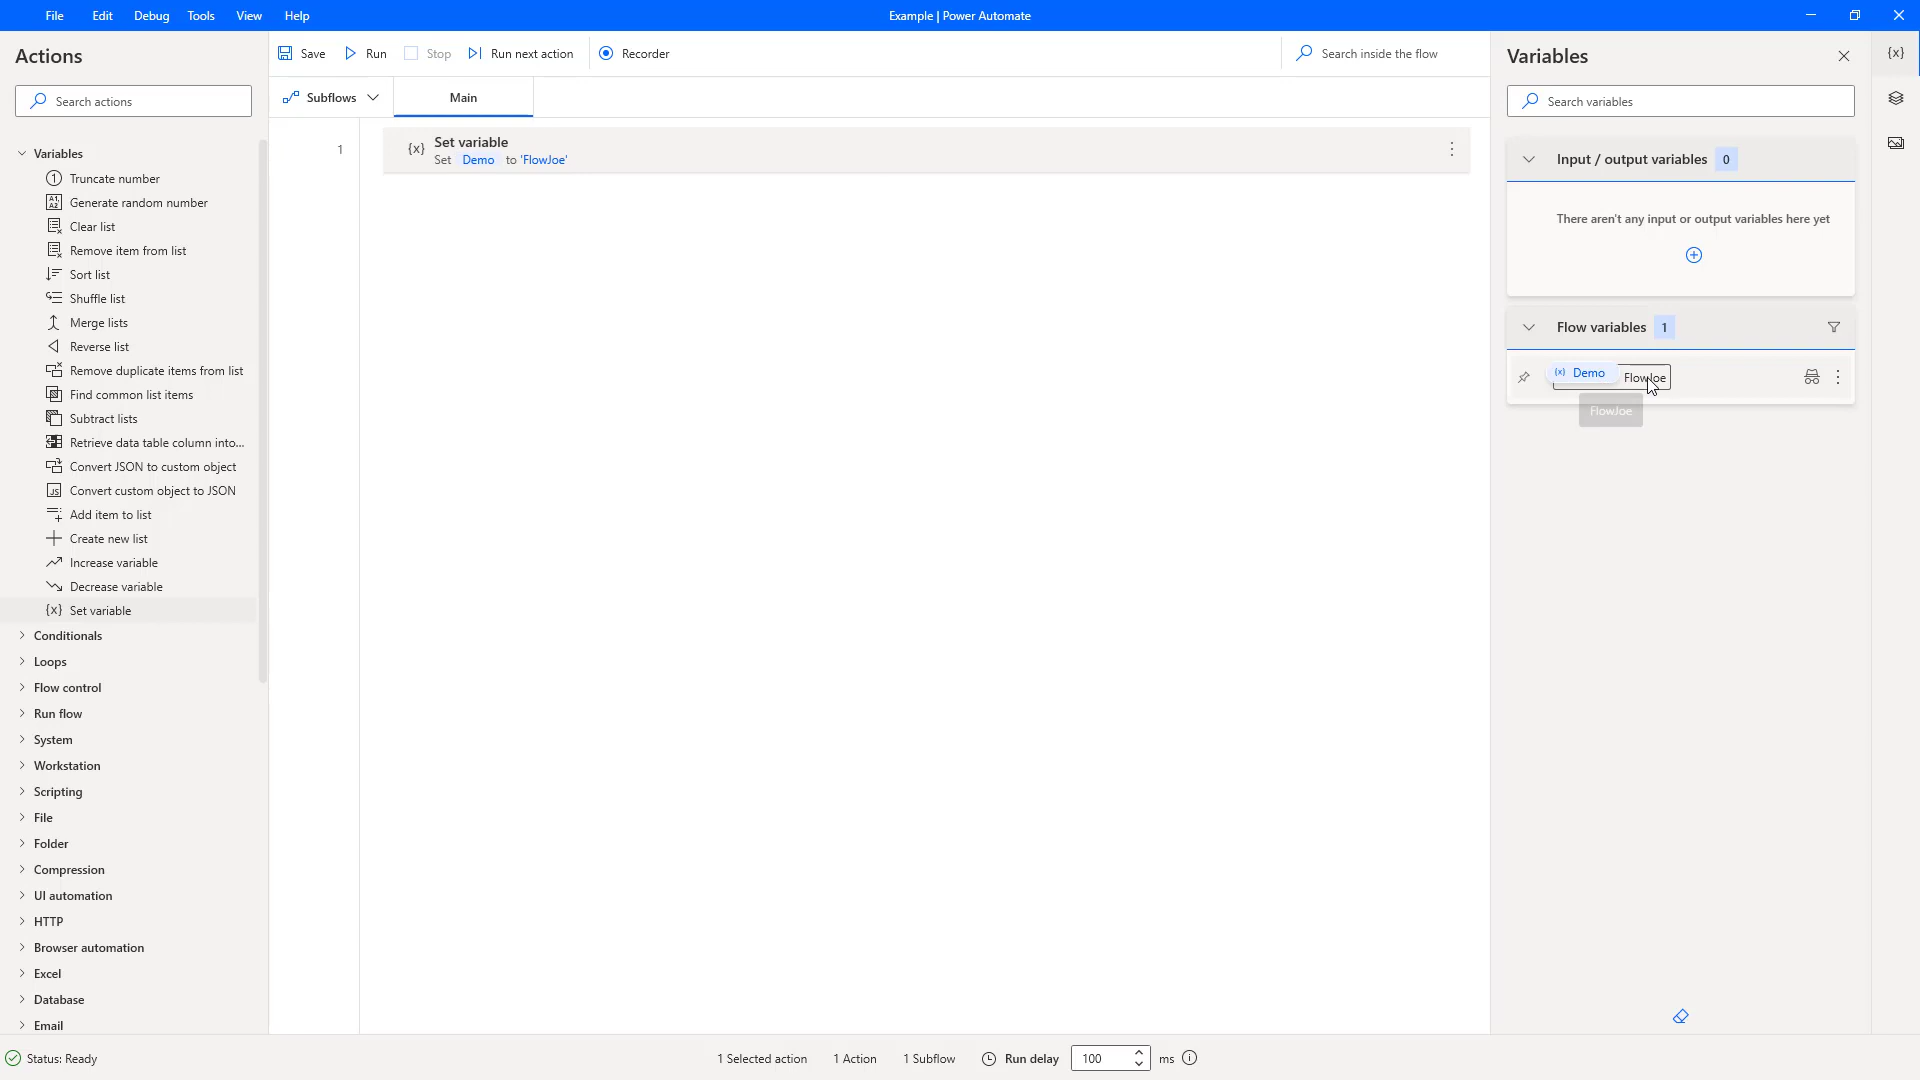 File Edit Debug Tools View Help
Example | Power Automate
Actions
Search actions
Variables
Truncate number
Generate random number
Clear list
Remove item from list
Sort list
Shuffle list
Merge lists
Reverse list
Remove duplicate items from list
Find common list items
Subtract lists
Retrieve data table column into...
Convert JSON to custom object
Convert custom object to JSON
Add item to list
Create new list
Increase variable
Decrease variable
{x} Set variable
Conditionals
Loops
Flow control
Run flow
System
Workstation
Scripting
File
Folder
Compression
UI automation
HTTP
Browser automation
Excel
Database
Email
Save Run Stop Run next action Recorder
Search inside the flow
Subflows Main
1
{x} Set variable
Set Demo to 'FlowJoe'
Variables
{x}
Search variables
Input / output variables 0
There aren't any input or output variables here yet
Flow variables 1
(x) Demo FlowJoe
FlowJoe
Status: Ready
1 Selected action 1 Action 1 Subflow Run delay 100 ms